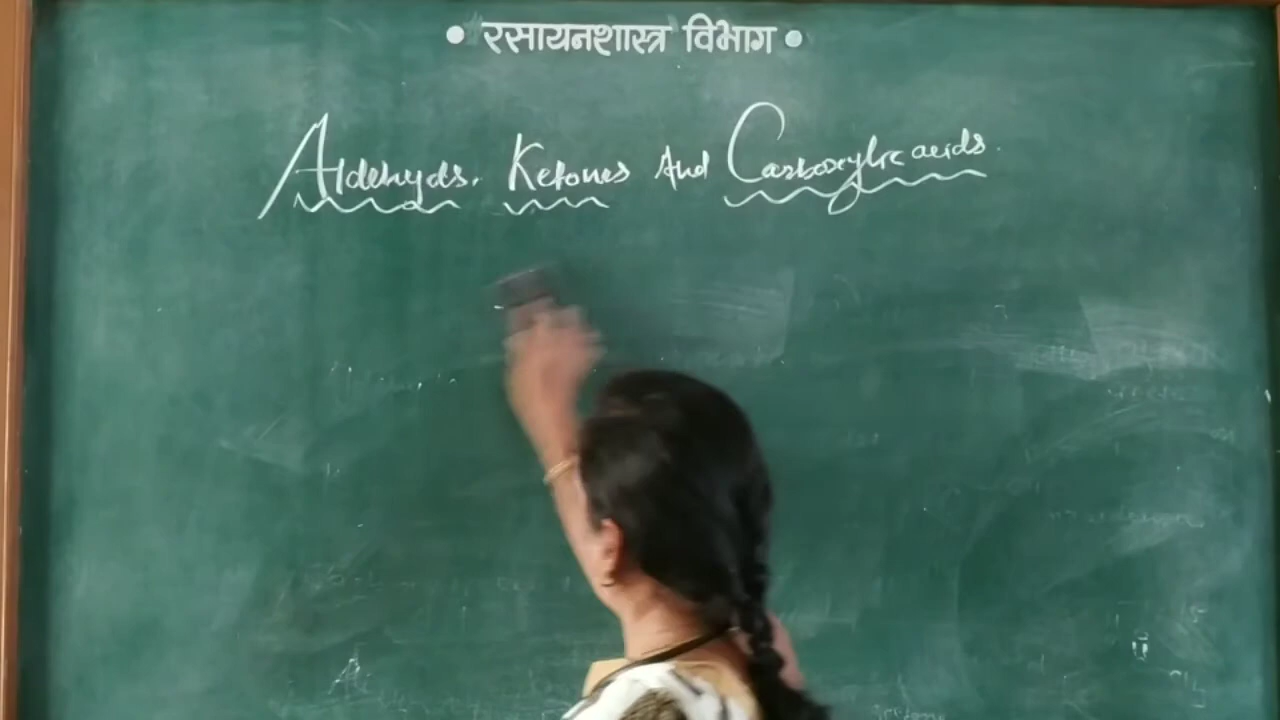 • रसायनशास्त्र विभाग •
Aldehyds, Ketones And Carboxylic acids.